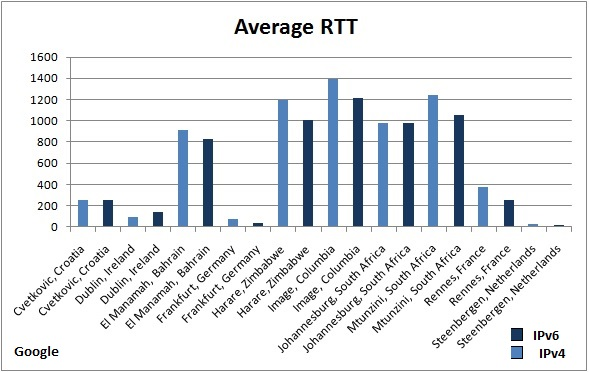 Average RTT
1600
1400
1200
1000
800
600
400
200
0
Cvetkovic, Croatia
Cvetkovic, Croatia
Dublin, Ireland
Dublin, Ireland
El Manamah, Bahrain
El Manamah, Bahrain
Frankfurt, Germany
Frankfurt, Germany
Harare, Zimbabwe
Harare, Zimbabwe
Image, Columbia
Image, Columbia
Johannesburg, South Africa
Johannesburg, South Africa
Mtunzini, South Africa
Mtunzini, South Africa
Rennes, France
Rennes, France
Steenbergen, Netherlands
Steenbergen, Netherlands
IPv6
IPv4
Google